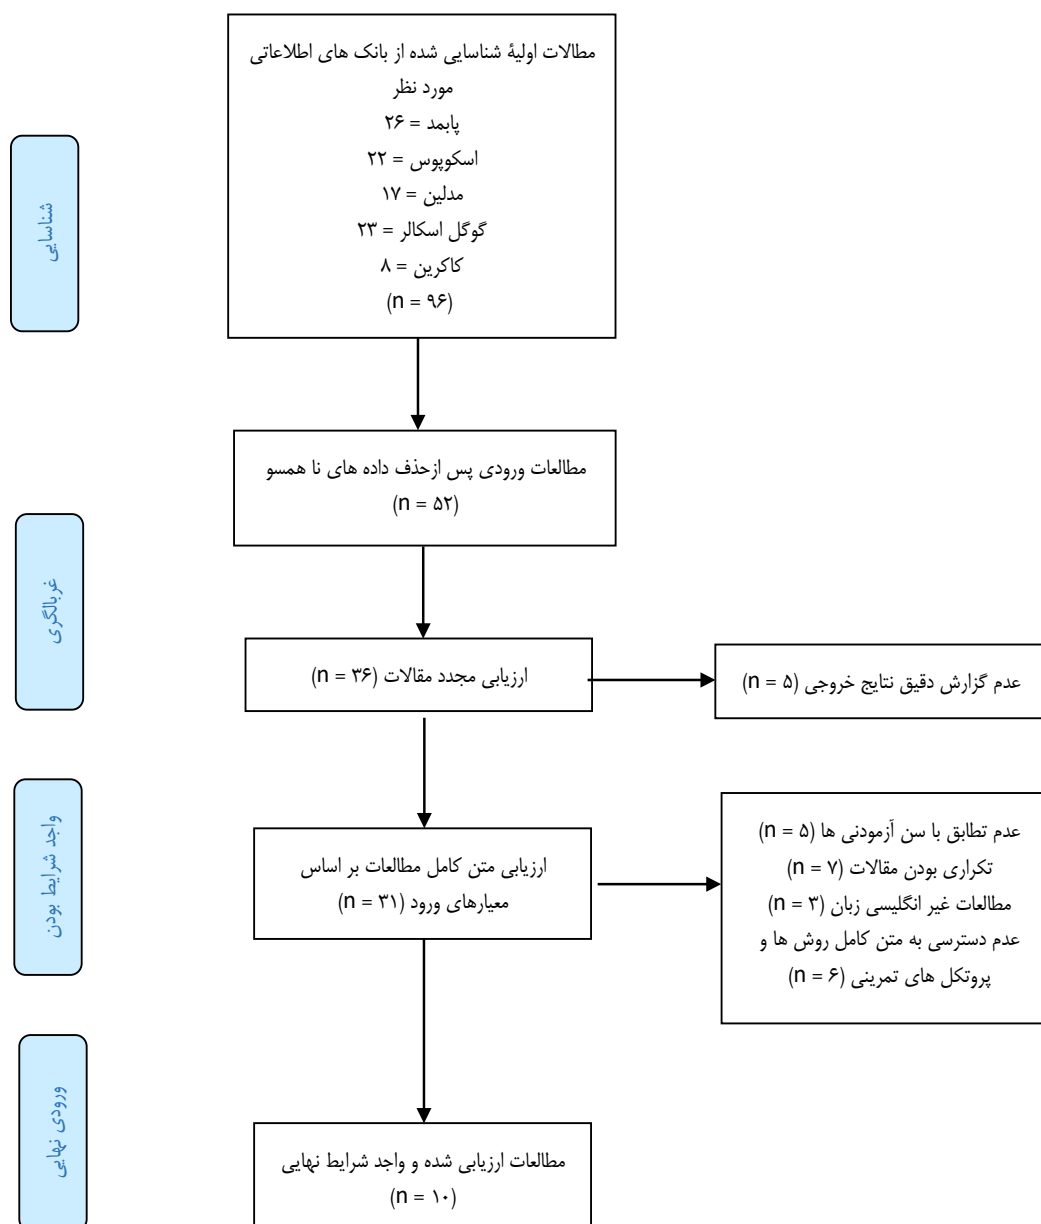 مطالات اولیۀ شناسایی شده از بانک های اطلاعاتی
مورد نظر
پابمد = ۲۶
اسکوپوس = ۲۲
مدلین = ۱۷
گوگل اسکالر = ۲۳
کاکرین = ۸
(n = ۹۶)
شناسایی
مطالعات ورودی پس ازحذف داده های نا همسو
(n = ۵۲)
غربالگری
ارزیابی مجدد مقالات (n = ۳۶)
عدم گزارش دقیق نتایج خروجی (n = ۵)
واجد شرایط بودن
ارزیابی متن کامل مطالعات بر اساس
معیارهای ورود (n = ۳۱)
عدم تطابق با سن آزمودنی ها (n = ۵)
تکراری بودن مقالات (n = ۷)
مطالعات غیر انگلیسی زبان (n = ۳)
عدم دسترسی به متن کامل روش ها و
پروتکل های تمرینی (n = ۶)
ورودی نهایی
مطالعات ارزیابی شده و واجد شرایط نهایی
(n = ۱۰)